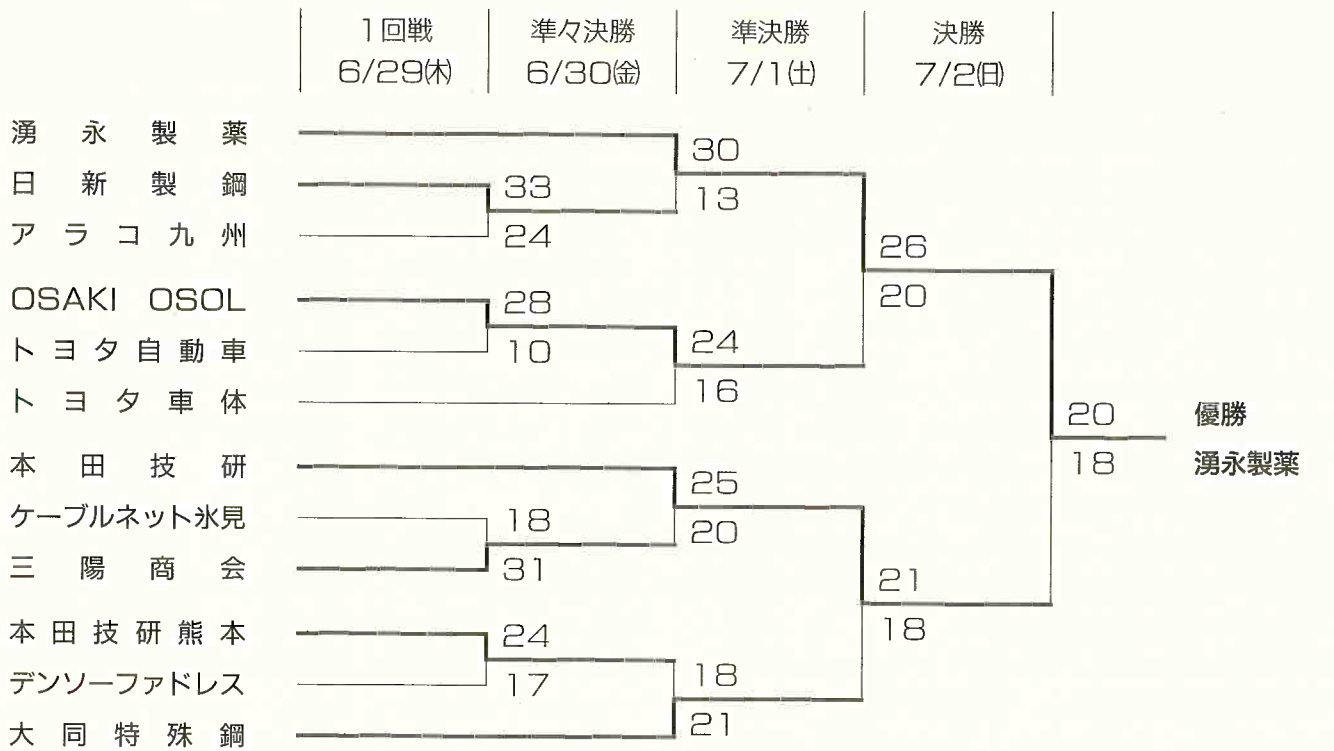 1回戦 準々決勝 準決勝 決勝
6/29㈭ 6/30㈮ 7/1㈯ 7/2㈰
湧永製薬
30
日新製鋼
33
13
アラコ九州
24
26
OSAKI OSOL
28
20
トヨタ自動車
10
24
トヨタ車体
16
20 優勝
18 湧永製薬
本田技研
25
ケーブルネット氷見
18
20
三陽商会
31
21
本田技研熊本
24
18
デンソーファドレス
17
18
大同特殊鋼
21